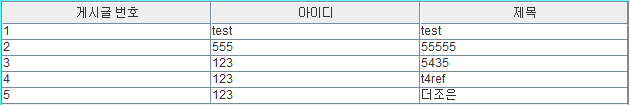 게시글 번호 아이디 제목
1 test test
2 555 55555
3 123 5435
4 123 t4ref
5 123 더조은